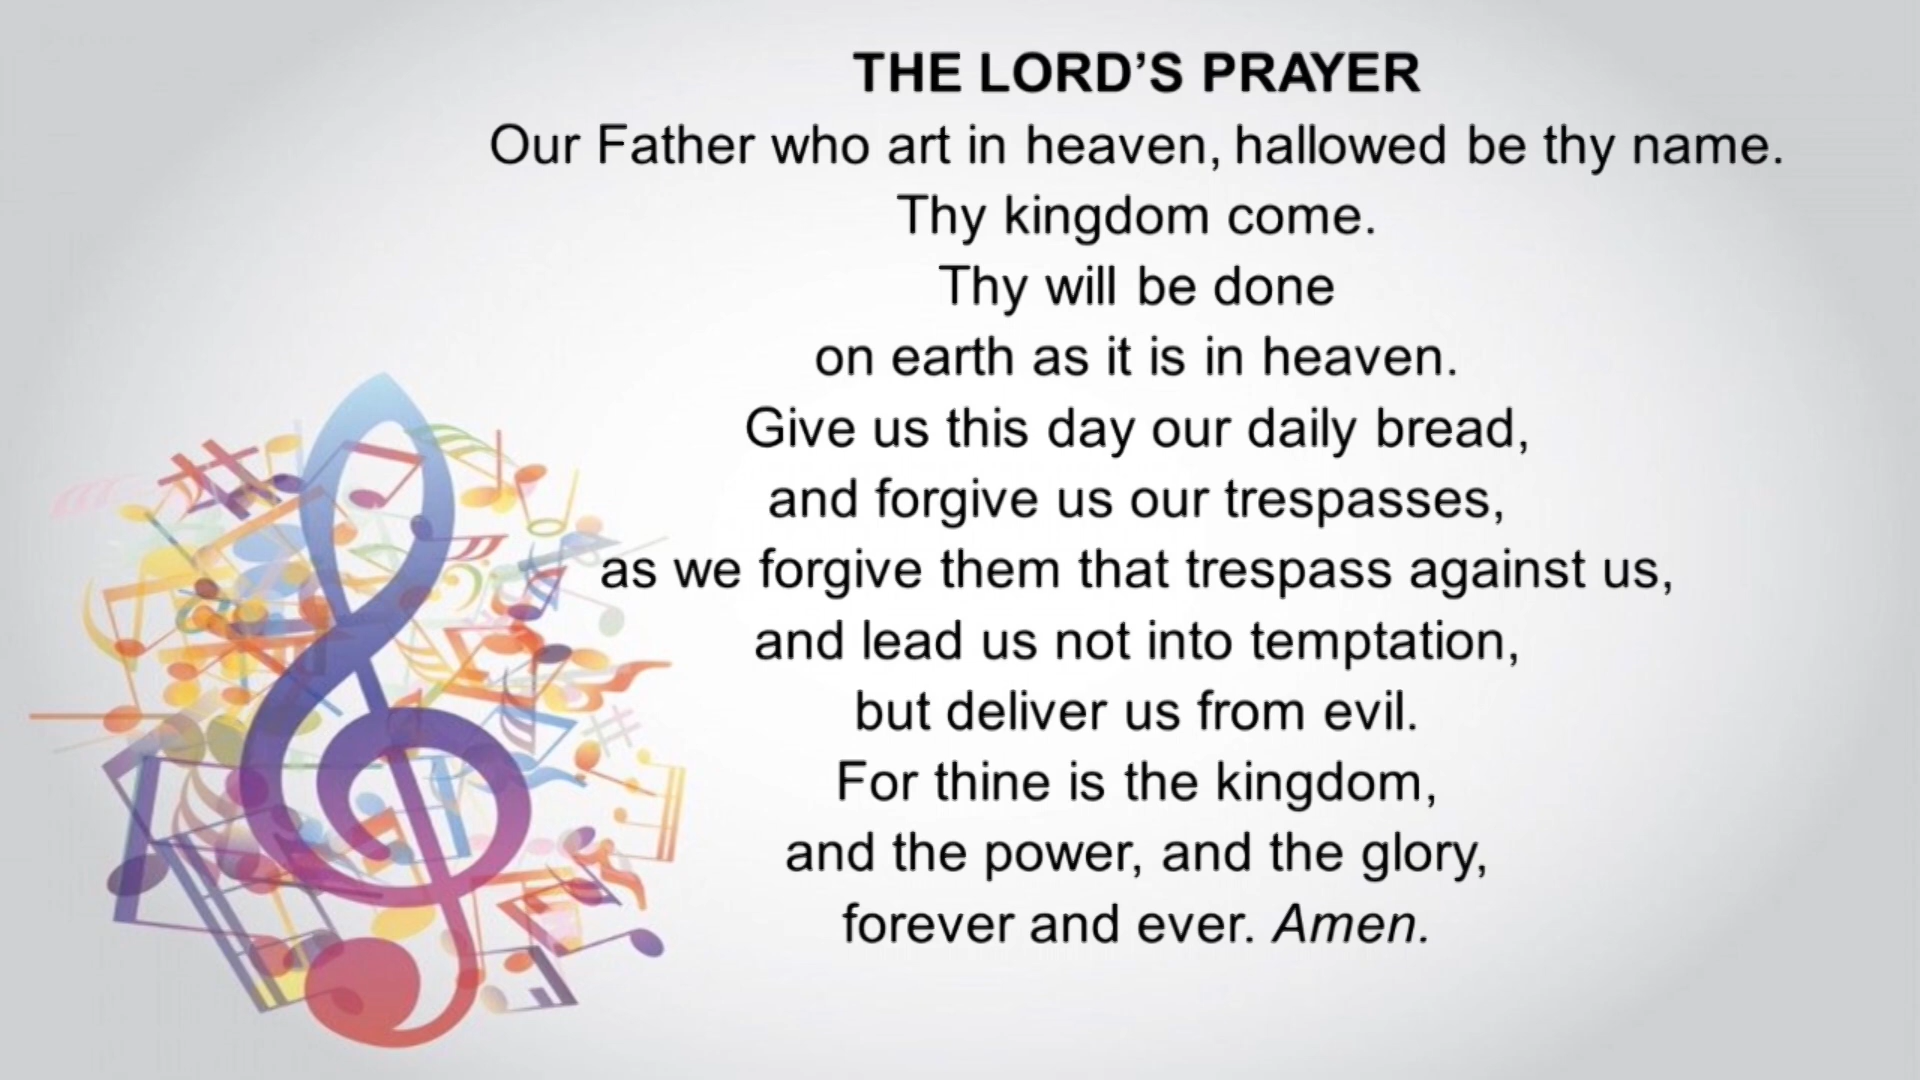 THE LORD’S PRAYER
Our Father who art in heaven, hallowed be thy name.
Thy kingdom come.
Thy will be done
on earth as it is in heaven.
Give us this day our daily bread,
and forgive us our trespasses,
as we forgive them that trespass against us,
and lead us not into temptation,
but deliver us from evil.
For thine is the kingdom,
and the power, and the glory,
forever and ever. Amen.